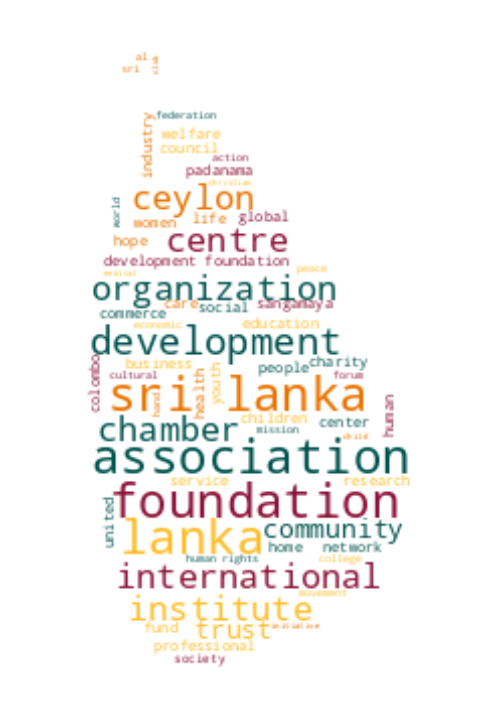 al
sri
federation
industry
welfare
council
action
padanama
christian
ceylon
world
women life global
hope centre
development foundation
peace
medical
organization
care social sangamaya
commerce
economic education
development
business people charity
colombo
cultural health youth forum
sri lanka
hand
human
children
chamber mission center
child
association
service research
foundation
united
lanka community
home network
human rights college
international
movement
institute
fund trust initiative
professional
society